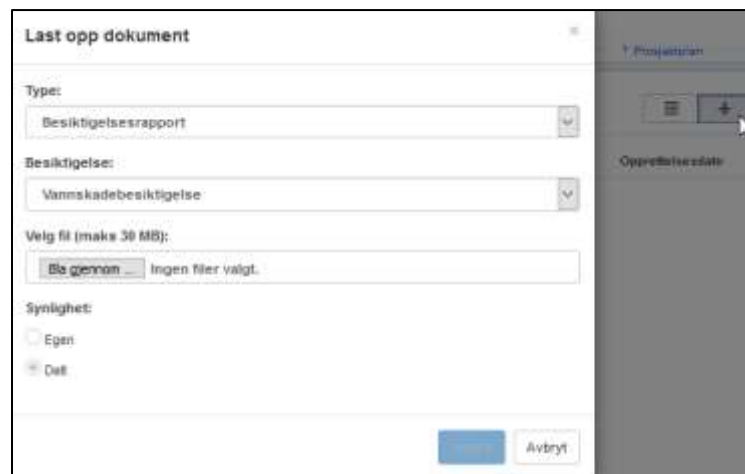 Last opp dokument
Type:
Besiktigelsesrapport
Besiktigelse:
Vannskadebesiktigelse
Velg fil (maks 30 MB):
Bla gjennom ... Ingen filer valgt.
Synlighet:
Egen
Delt
Avbryt
Opprettelsesdato